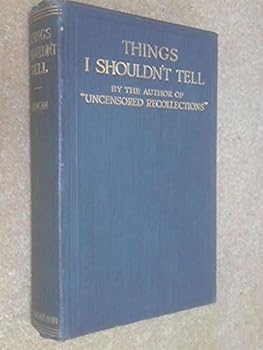 THINGS
I SHOULDN'T TELL
BY THE AUTHOR OF
"UNCENSORED RECOLLECTIONS"
THINGS
SHOULDN'T
TELL